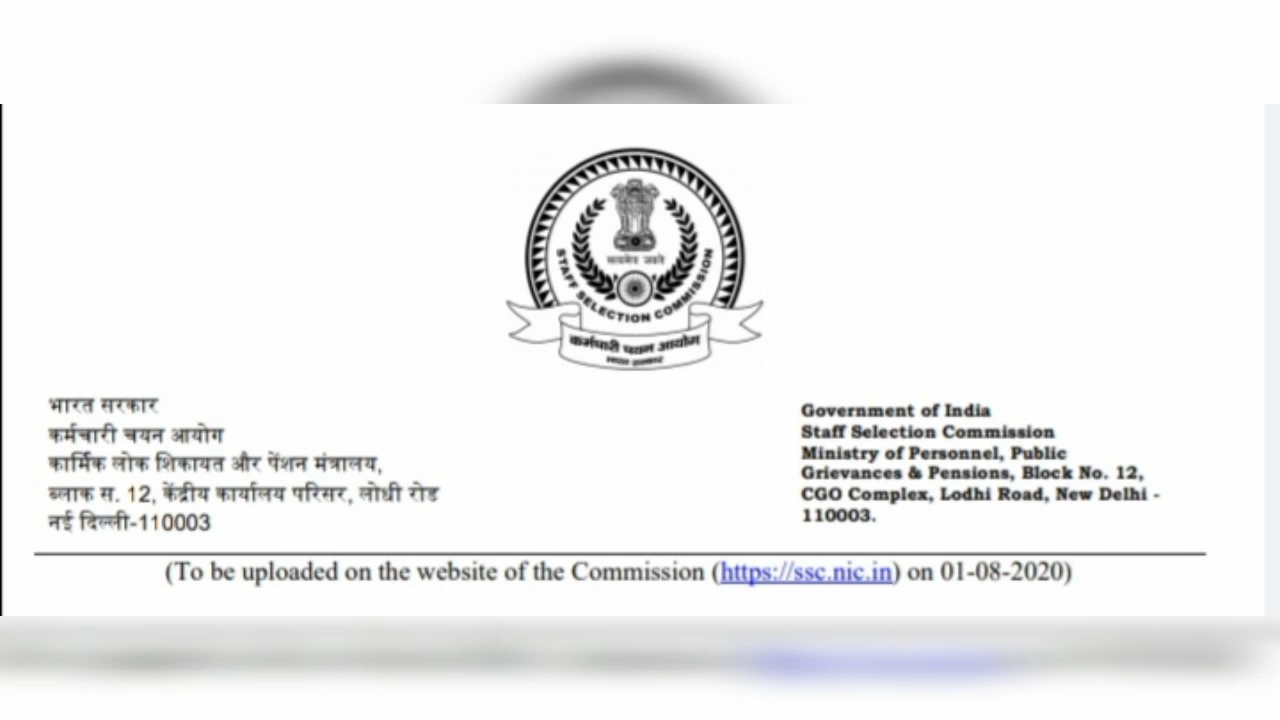 सत्यमेव जयते
STAFF SELECTION COMMISSION
कर्मचारी चयन आयोग
भारत सरकार
भारत सरकार
कर्मचारी चयन आयोग
कार्मिक लोक शिकायत और पेंशन मंत्रालय,
ब्लाक स. 12, केंद्रीय कार्यालय परिसर, लोधी रोड
नई दिल्ली-110003
Government of India
Staff Selection Commission
Ministry of Personnel, Public
Grievances & Pensions, Block No. 12,
CGO Complex, Lodhi Road, New Delhi -
110003.
(To be uploaded on the website of the Commission (https://ssc.nic.in) on 01-08-2020)